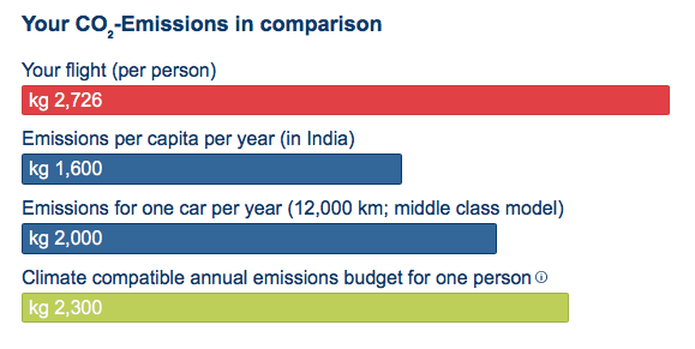 Your CO₂-Emissions in comparison
Your flight (per person)
kg 2,726
Emissions per capita per year (in India)
kg 1,600
Emissions for one car per year (12,000 km; middle class model)
kg 2,000
Climate compatible annual emissions budget for one person ⓘ
kg 2,300